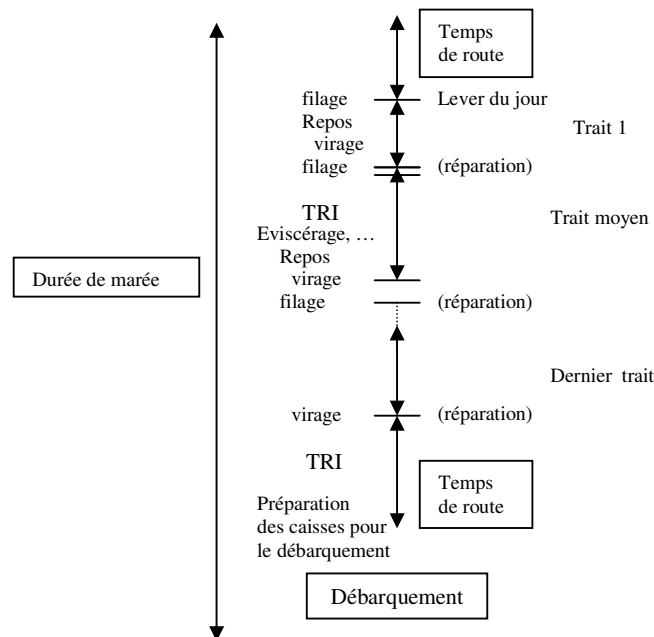 Temps
de route
filage
Lever du jour
Repos
Trait 1
virage
filage
(réparation)
TRI
Trait moyen
Eviscérage, …
Repos
Durée de marée
virage
filage
(réparation)
Dernier trait
virage
(réparation)
TRI
Temps
de route
Préparation
des caisses pour
le débarquement
Débarquement